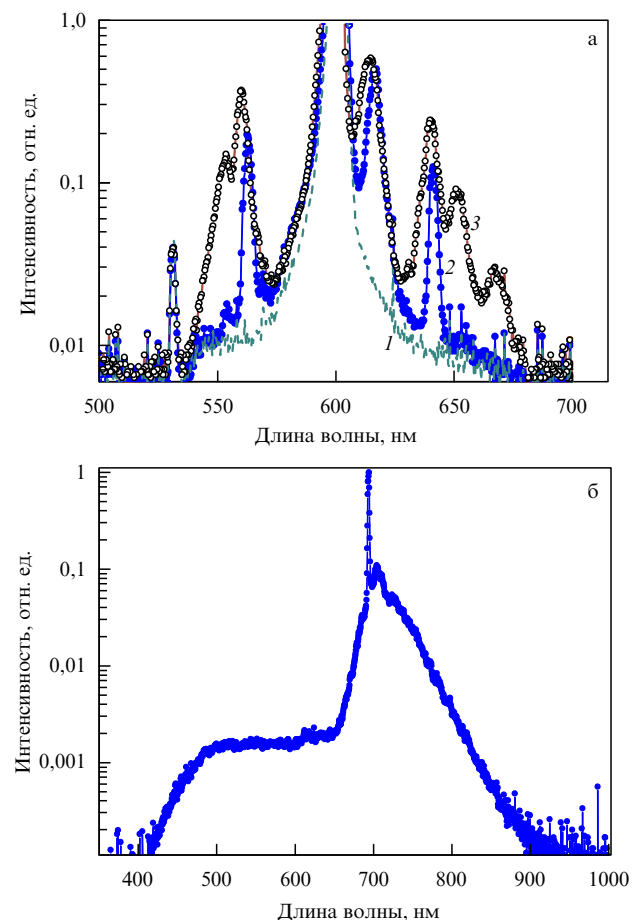 1,0
а
Интенсивность, отн. ед.
0,1
3
2
1
0,01
500 550 600 650 700
Длина волны, нм
1
б
Интенсивность, отн. ед.
0,1
0,01
0,001
400 500 600 700 800 900 1000
Длина волны, нм